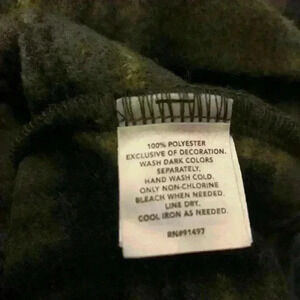 100% POLYESTER
EXCLUSIVE OF DECORATION.
WASH DARK COLORS
SEPARATELY,
HAND WASH COLD.
ONLY NON-CHLORINE
BLEACH WHEN NEEDED.
LINE DRY.
COOL IRON AS NEEDED.
RN#91497